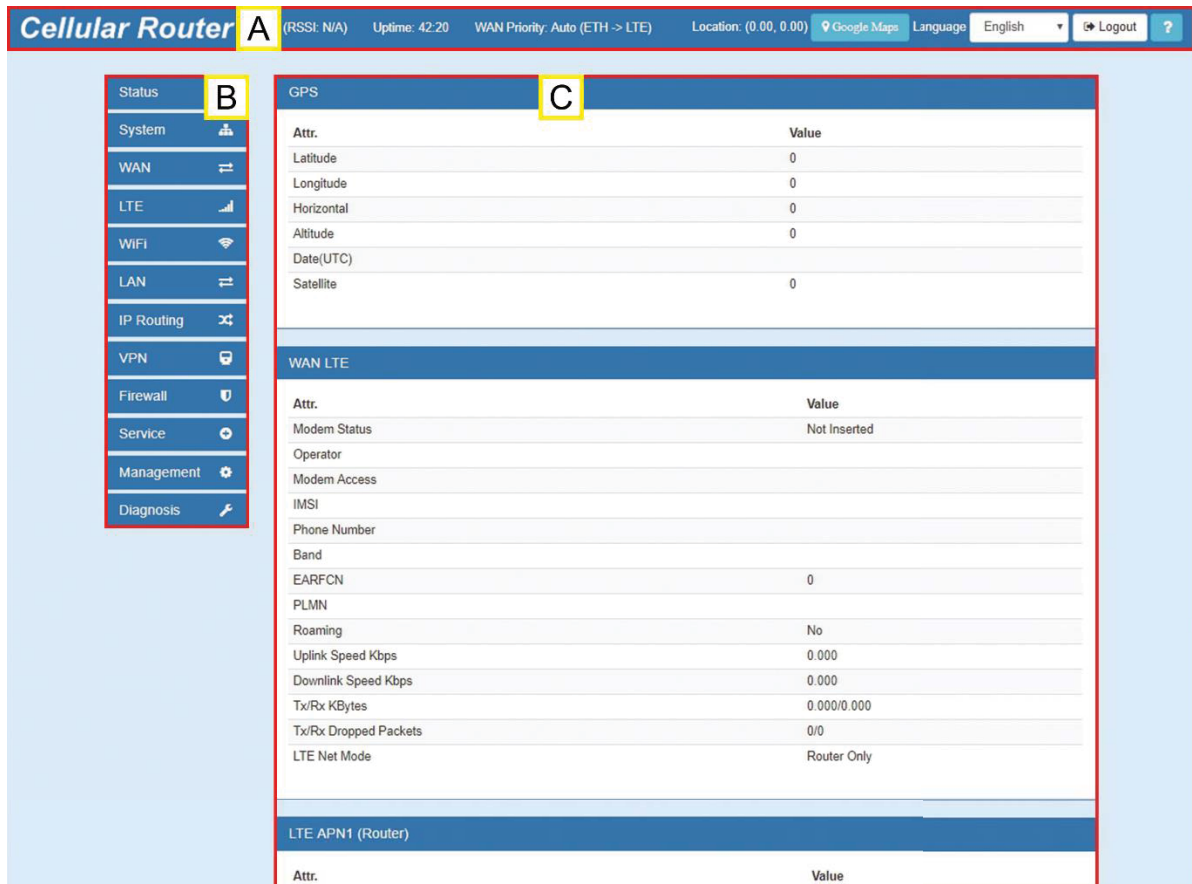 Cellular Router A (RSSI: N/A) Uptime: 42:20 WAN Priority: Auto (ETH -> LTE) Location: (0.00, 0.00) Google Maps Language English Logout ?
Status B
System
WAN
LTE
WiFi
LAN
IP Routing
VPN
Firewall
Service
Management
Diagnosis
GPS C
Attr. Value
Latitude 0
Longitude 0
Horizontal 0
Altitude 0
Date(UTC)
Satellite 0
WAN LTE
Attr. Value
Modem Status Not Inserted
Operator
Modem Access
IMSI
Phone Number
Band
EARFCN 0
PLMN
Roaming No
Uplink Speed Kbps 0.000
Downlink Speed Kbps 0.000
Tx/Rx KBytes 0.000/0.000
Tx/Rx Dropped Packets 0/0
LTE Net Mode Router Only
LTE APN1 (Router)
Attr. Value